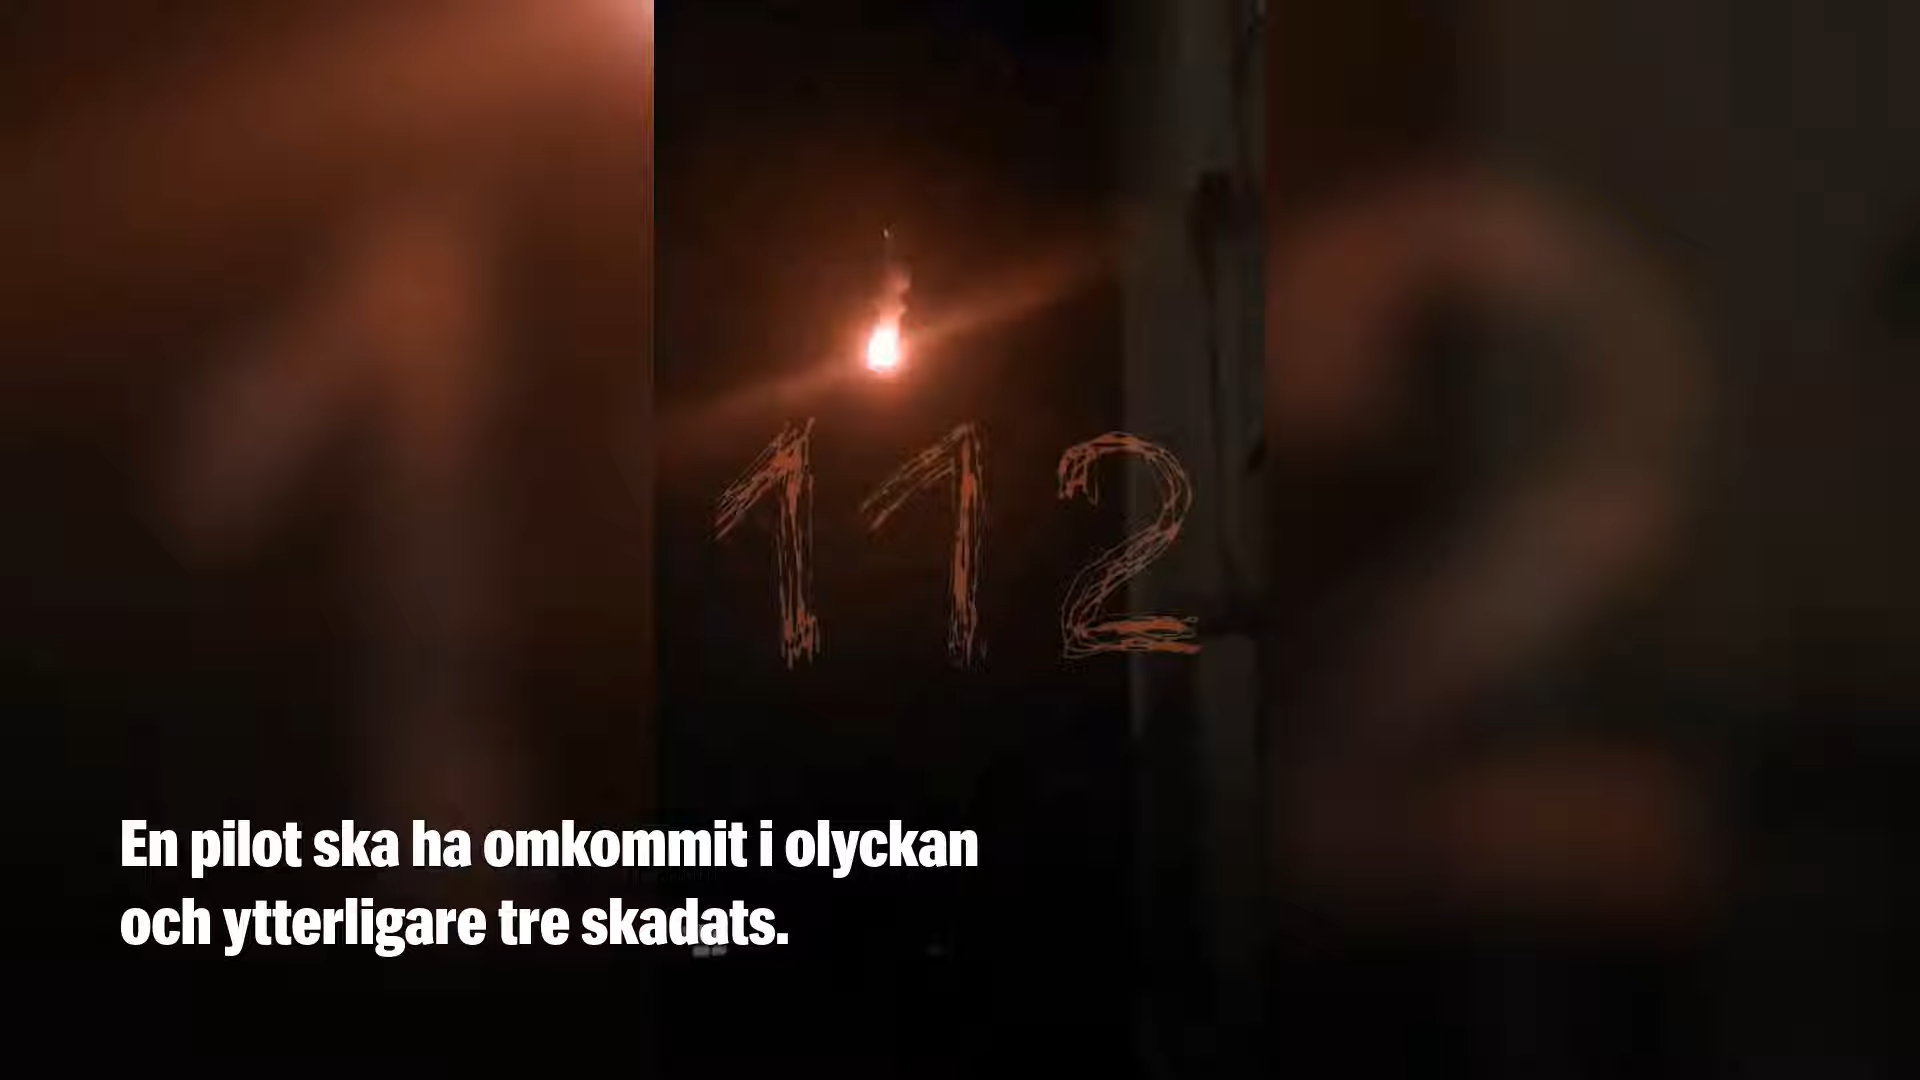 112
En pilot ska ha omkommit i olyckan
och ytterligare tre skadats.